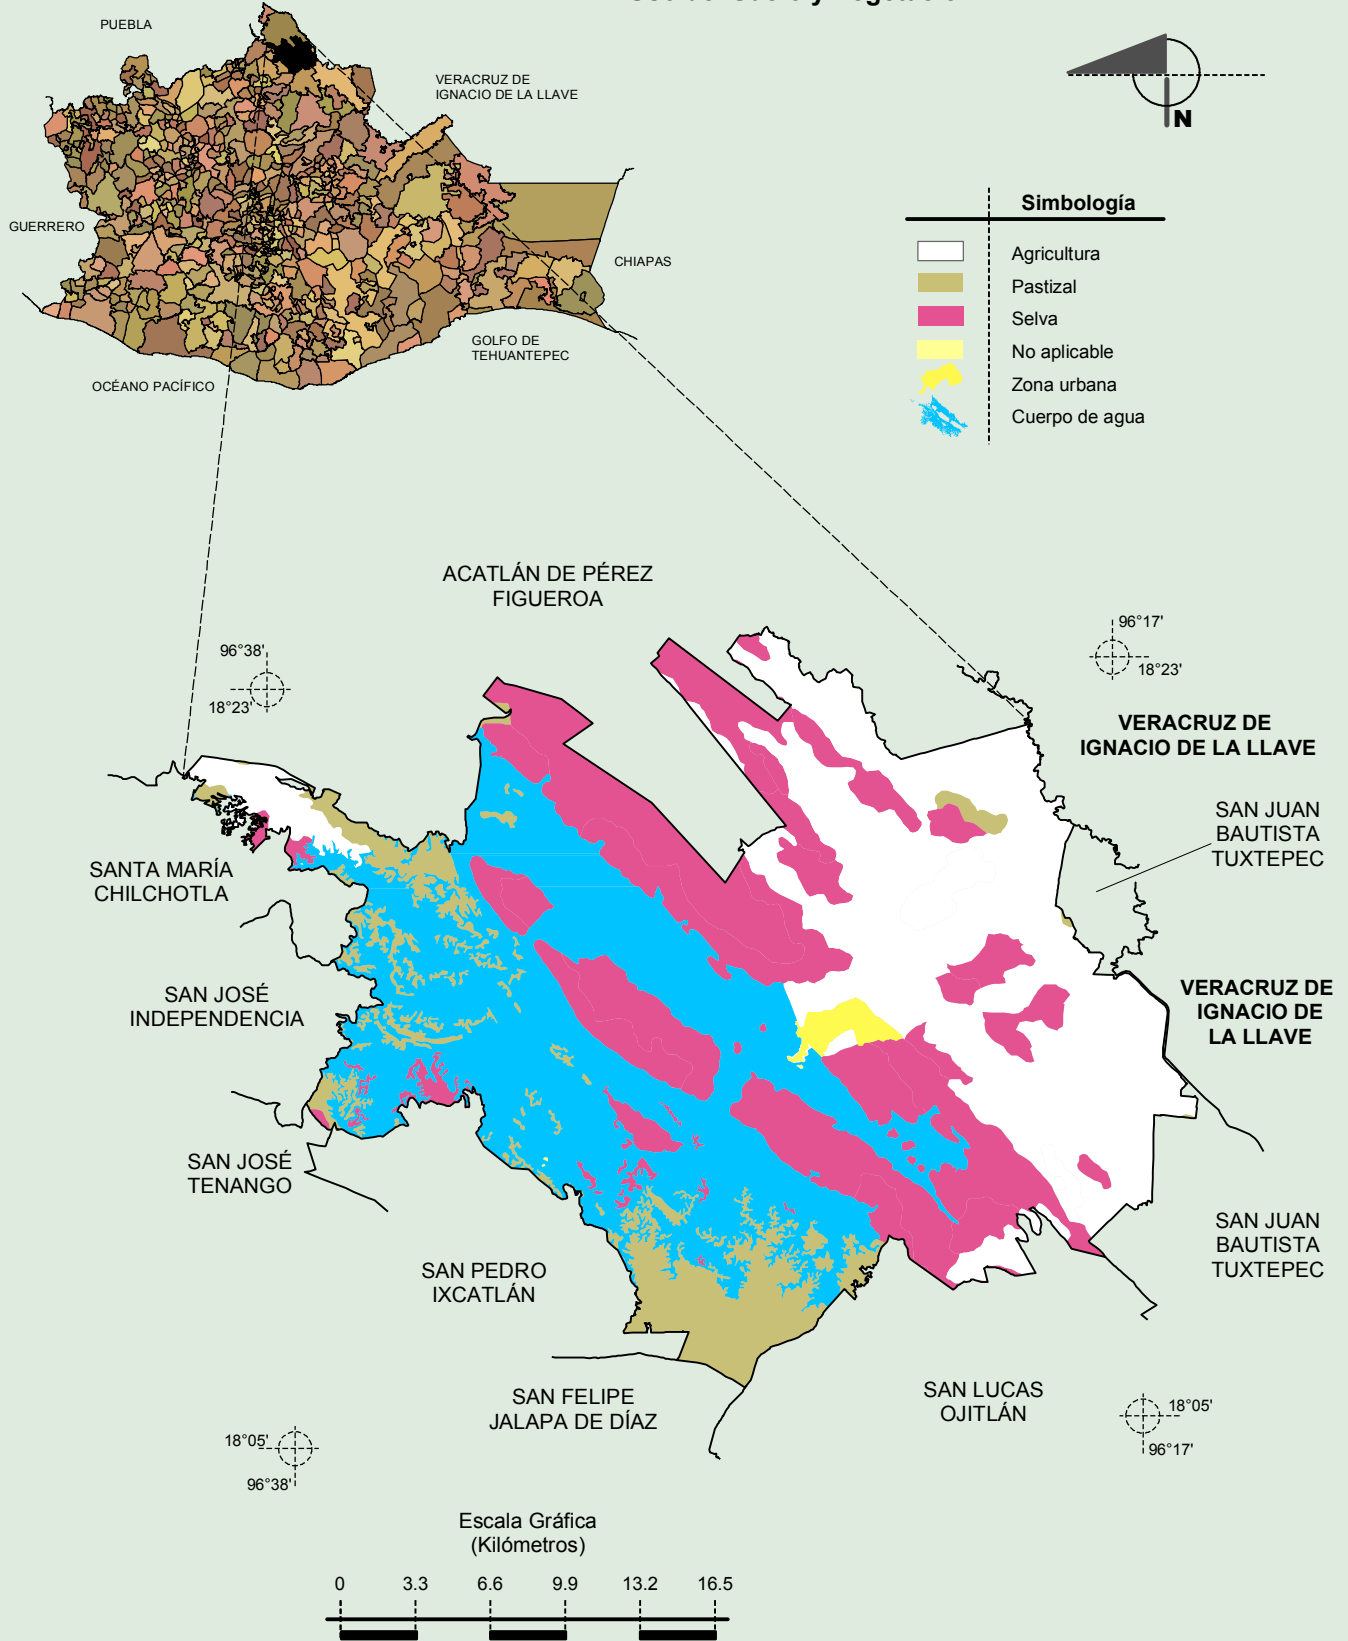 PUEBLA
VERACRUZ DE
IGNACIO DE LA LLAVE
GUERRERO
CHIAPAS
GOLFO DE
TEHUANTEPEC
OCÉANO PACÍFICO
N
Simbología
Agricultura
Pastizal
Selva
No aplicable
Zona urbana
Cuerpo de agua
ACATLÁN DE PÉREZ
FIGUEROA
96°38'
18°23'
96°17'
18°23'
VERACRUZ DE
IGNACIO DE LA LLAVE
SAN JUAN
BAUTISTA
TUXTEPEC
SANTA MARÍA
CHILCHOTLA
SAN JOSÉ
INDEPENDENCIA
VERACRUZ DE
IGNACIO DE
LA LLAVE
SAN JOSÉ
TENANGO
SAN JUAN
BAUTISTA
TUXTEPEC
SAN PEDRO
IXCATLÁN
SAN FELIPE
JALAPA DE DÍAZ
SAN LUCAS
OJITLÁN
18°05'
96°38'
18°05'
96°17'
Escala Gráfica
(Kilómetros)
0 3.3 6.6 9.9 13.2 16.5